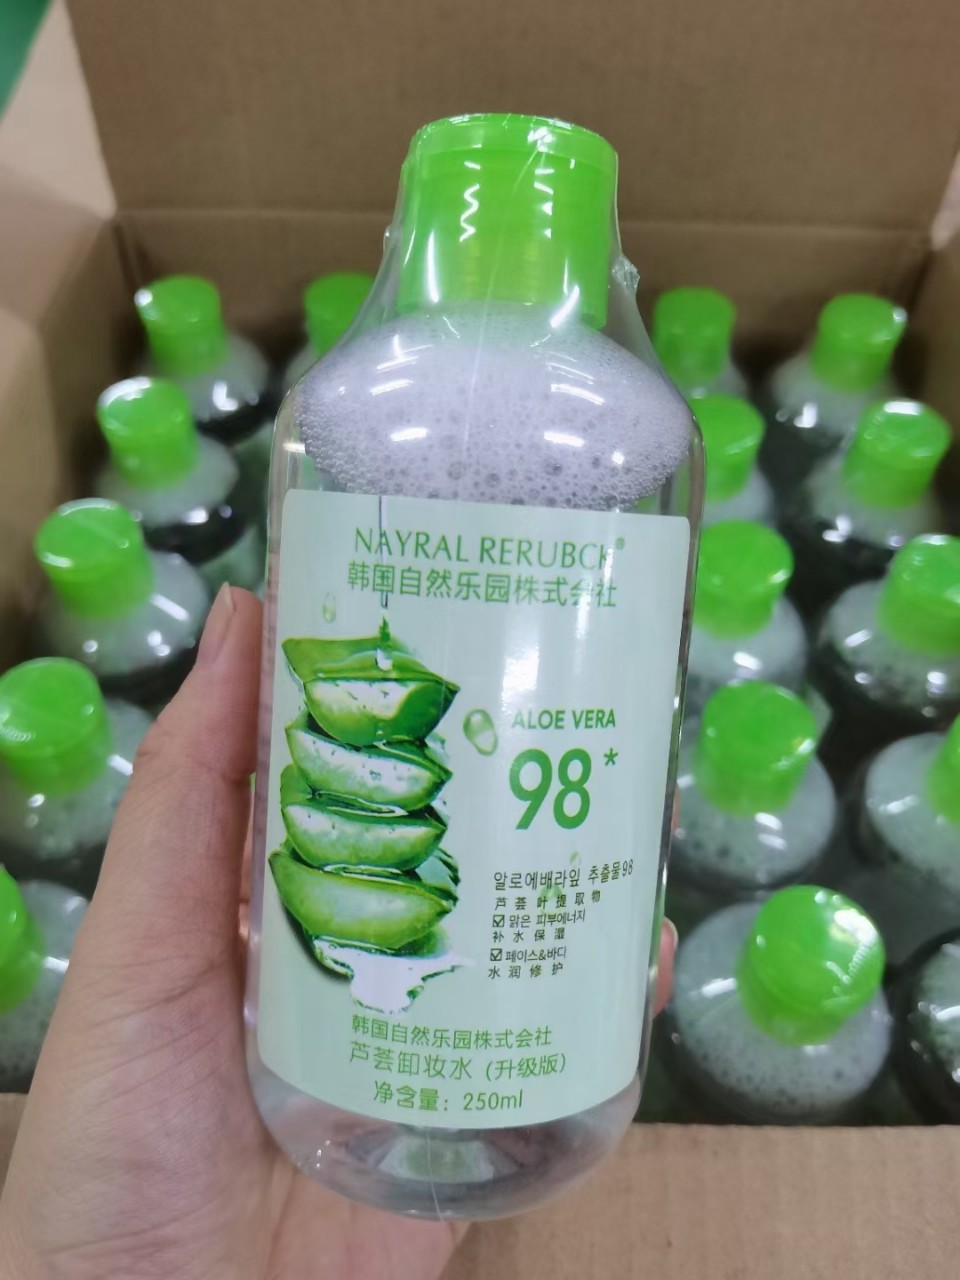 NAYRAL RERUBCK®
韩国自然乐园株式会社
ALOE VERA
98*
알로에배라잎 추출물98
芦荟叶提取物
☑ 맑은 피부에너지
补水保湿
☑ 페이스&바디
水润修护
韩国自然乐园株式会社
芦荟卸妆水（升级版）
净含量：250ml